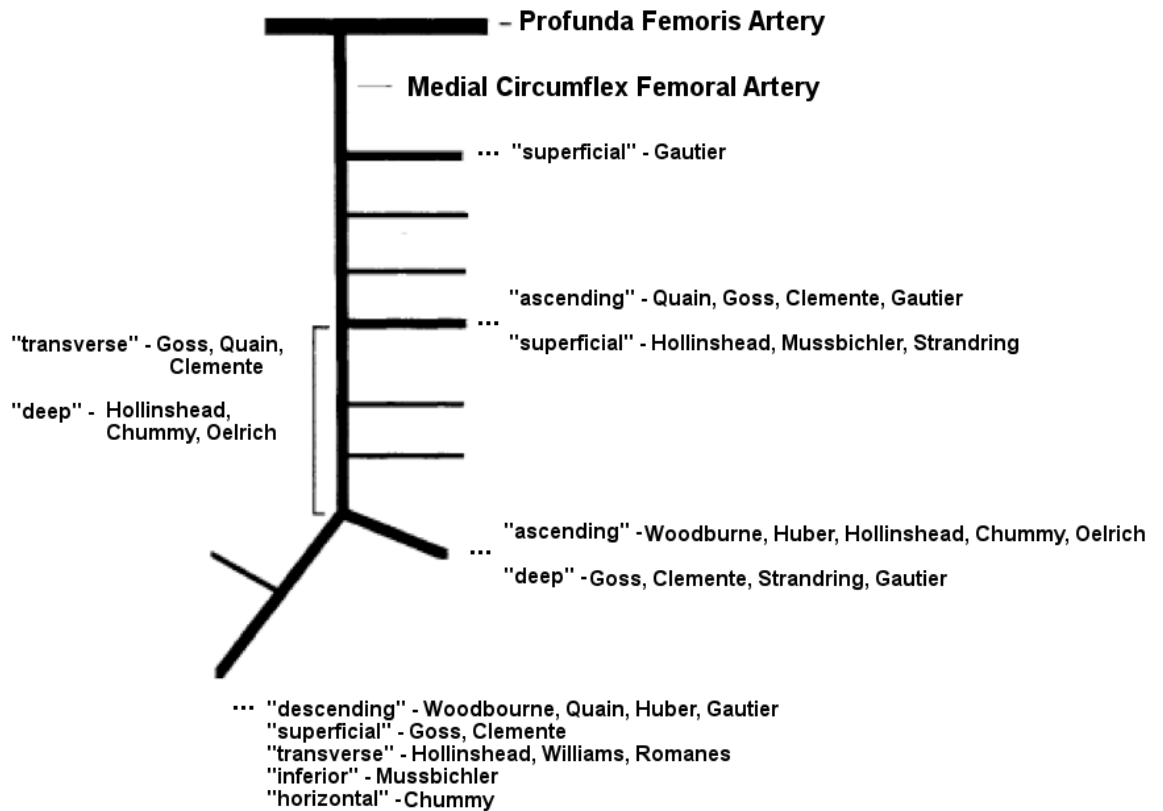 – Profunda Femoris Artery
Medial Circumflex Femoral Artery
... "superficial" - Gautier
"ascending" - Quain, Goss, Clemente, Gautier
...
"superficial" - Hollinshead, Mussbichler, Strandring
"transverse" - Goss, Quain,
Clemente
"deep" - Hollinshead,
Chummy, Oelrich
"ascending" -Woodburne, Huber, Hollinshead, Chummy, Oelrich
...
"deep" -Goss, Clemente, Strandring, Gautier
... "descending" - Woodbourne, Quain, Huber, Gautier
"superficial" - Goss, Clemente
"transverse" - Hollinshead, Williams, Romanes
"inferior" - Mussbichler
"horizontal" -Chummy